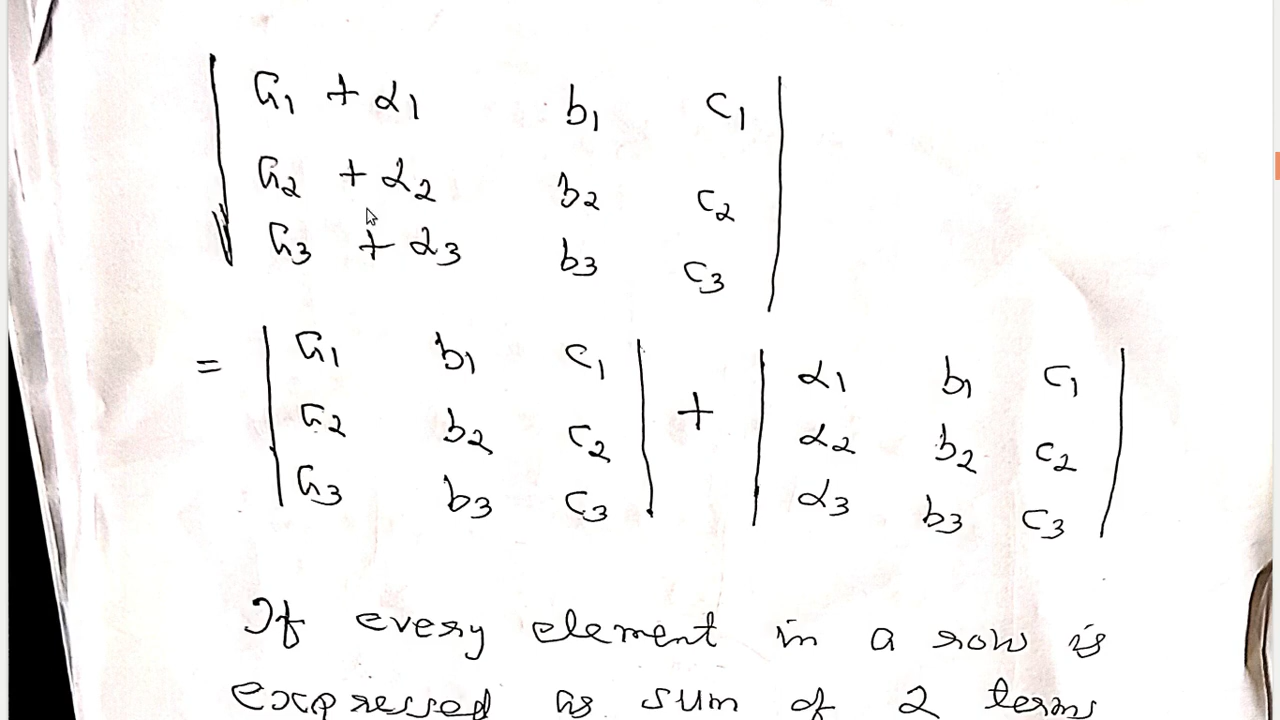 | a1 + α1 b1 c1 |
| a2 + α2 b2 c2 |
| a3 + α3 b3 c3 |
= | a1 b1 c1 | + | α1 b1 c1 |
| a2 b2 c2 | | α2 b2 c2 |
| a3 b3 c3 | | α3 b3 c3 |
If every element in a row is
expressed as sum of 2 terms